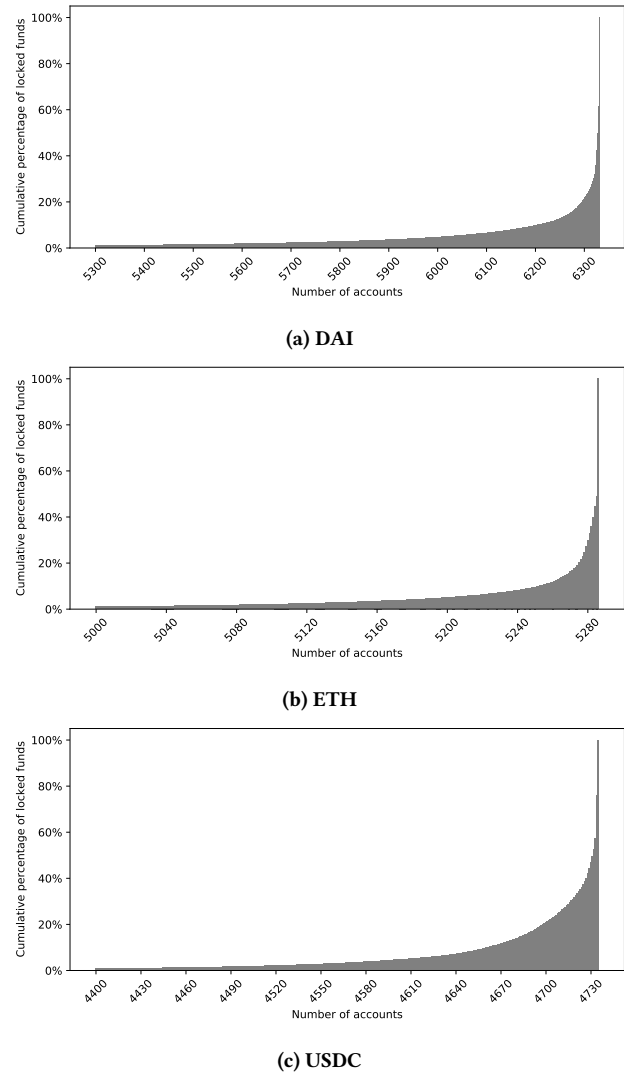 Cumulative percentage of locked funds
100%
80%
60%
40%
20%
0%
5300 5400 5500 5600 5700 5800 5900 6000 6100 6200 6300
Number of accounts
(a) DAI
Cumulative percentage of locked funds
100%
80%
60%
40%
20%
0%
5000 5040 5080 5120 5160 5200 5240 5280
Number of accounts
(b) ETH
Cumulative percentage of locked funds
100%
80%
60%
40%
20%
0%
4400 4430 4460 4490 4520 4550 4580 4610 4640 4670 4700 4730
Number of accounts
(c) USDC